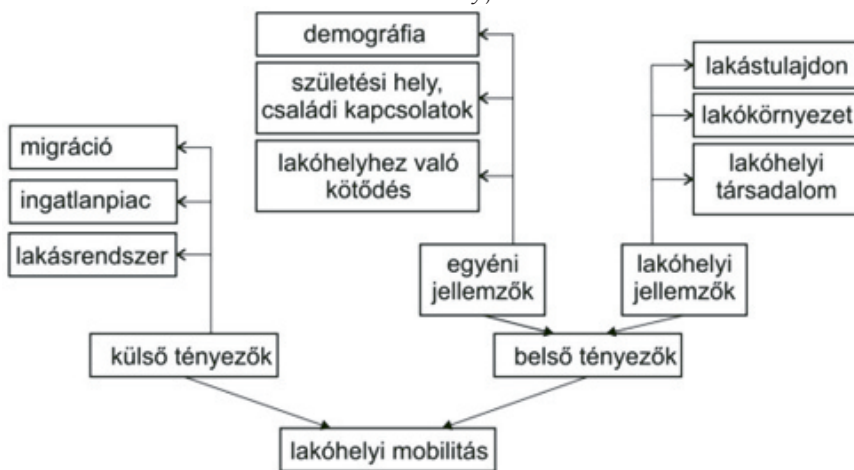 demográfia
születési hely,
családi kapcsolatok
lakóhelyhez való
kötődés
lakástulajdon
lakókörnyezet
lakóhelyi
társadalom
migráció
ingatlanpiac
lakásrendszer
egyéni
jellemzők
lakóhelyi
jellemzők
külső tényezők
belső tényezők
lakóhelyi mobilitás